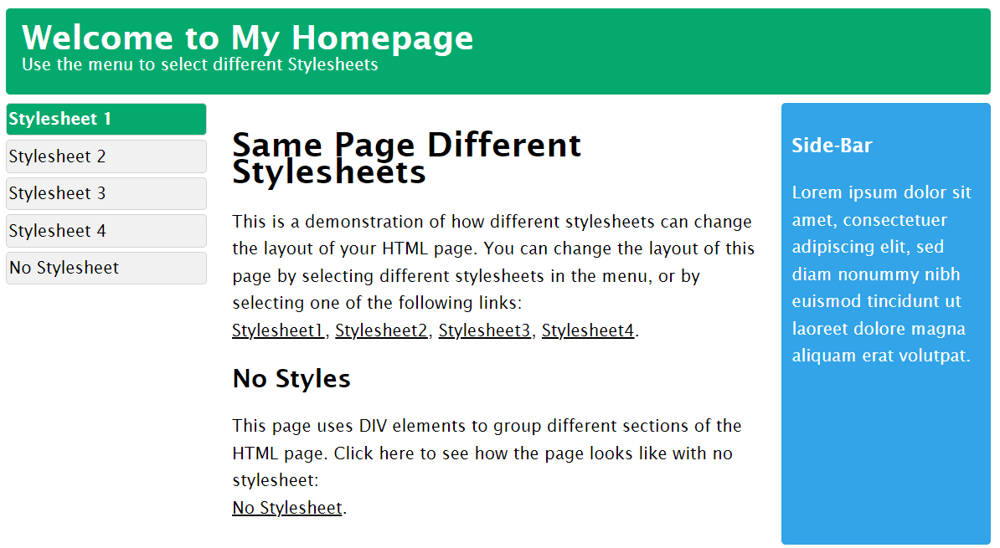 Welcome to My Homepage
Use the menu to select different Stylesheets
Stylesheet 1
Stylesheet 2
Stylesheet 3
Stylesheet 4
No Stylesheet
Same Page Different
Stylesheets
This is a demonstration of how different stylesheets can change
the layout of your HTML page. You can change the layout of this
page by selecting different stylesheets in the menu, or by
selecting one of the following links:
Stylesheet1, Stylesheet2, Stylesheet3, Stylesheet4.
No Styles
This page uses DIV elements to group different sections of the
HTML page. Click here to see how the page looks like with no
stylesheet:
No Stylesheet.
Side-Bar
Lorem ipsum dolor sit
amet, consectetuer
adipiscing elit, sed
diam nonummy nibh
euismod tincidunt ut
laoreet dolore magna
aliquam erat volutpat.